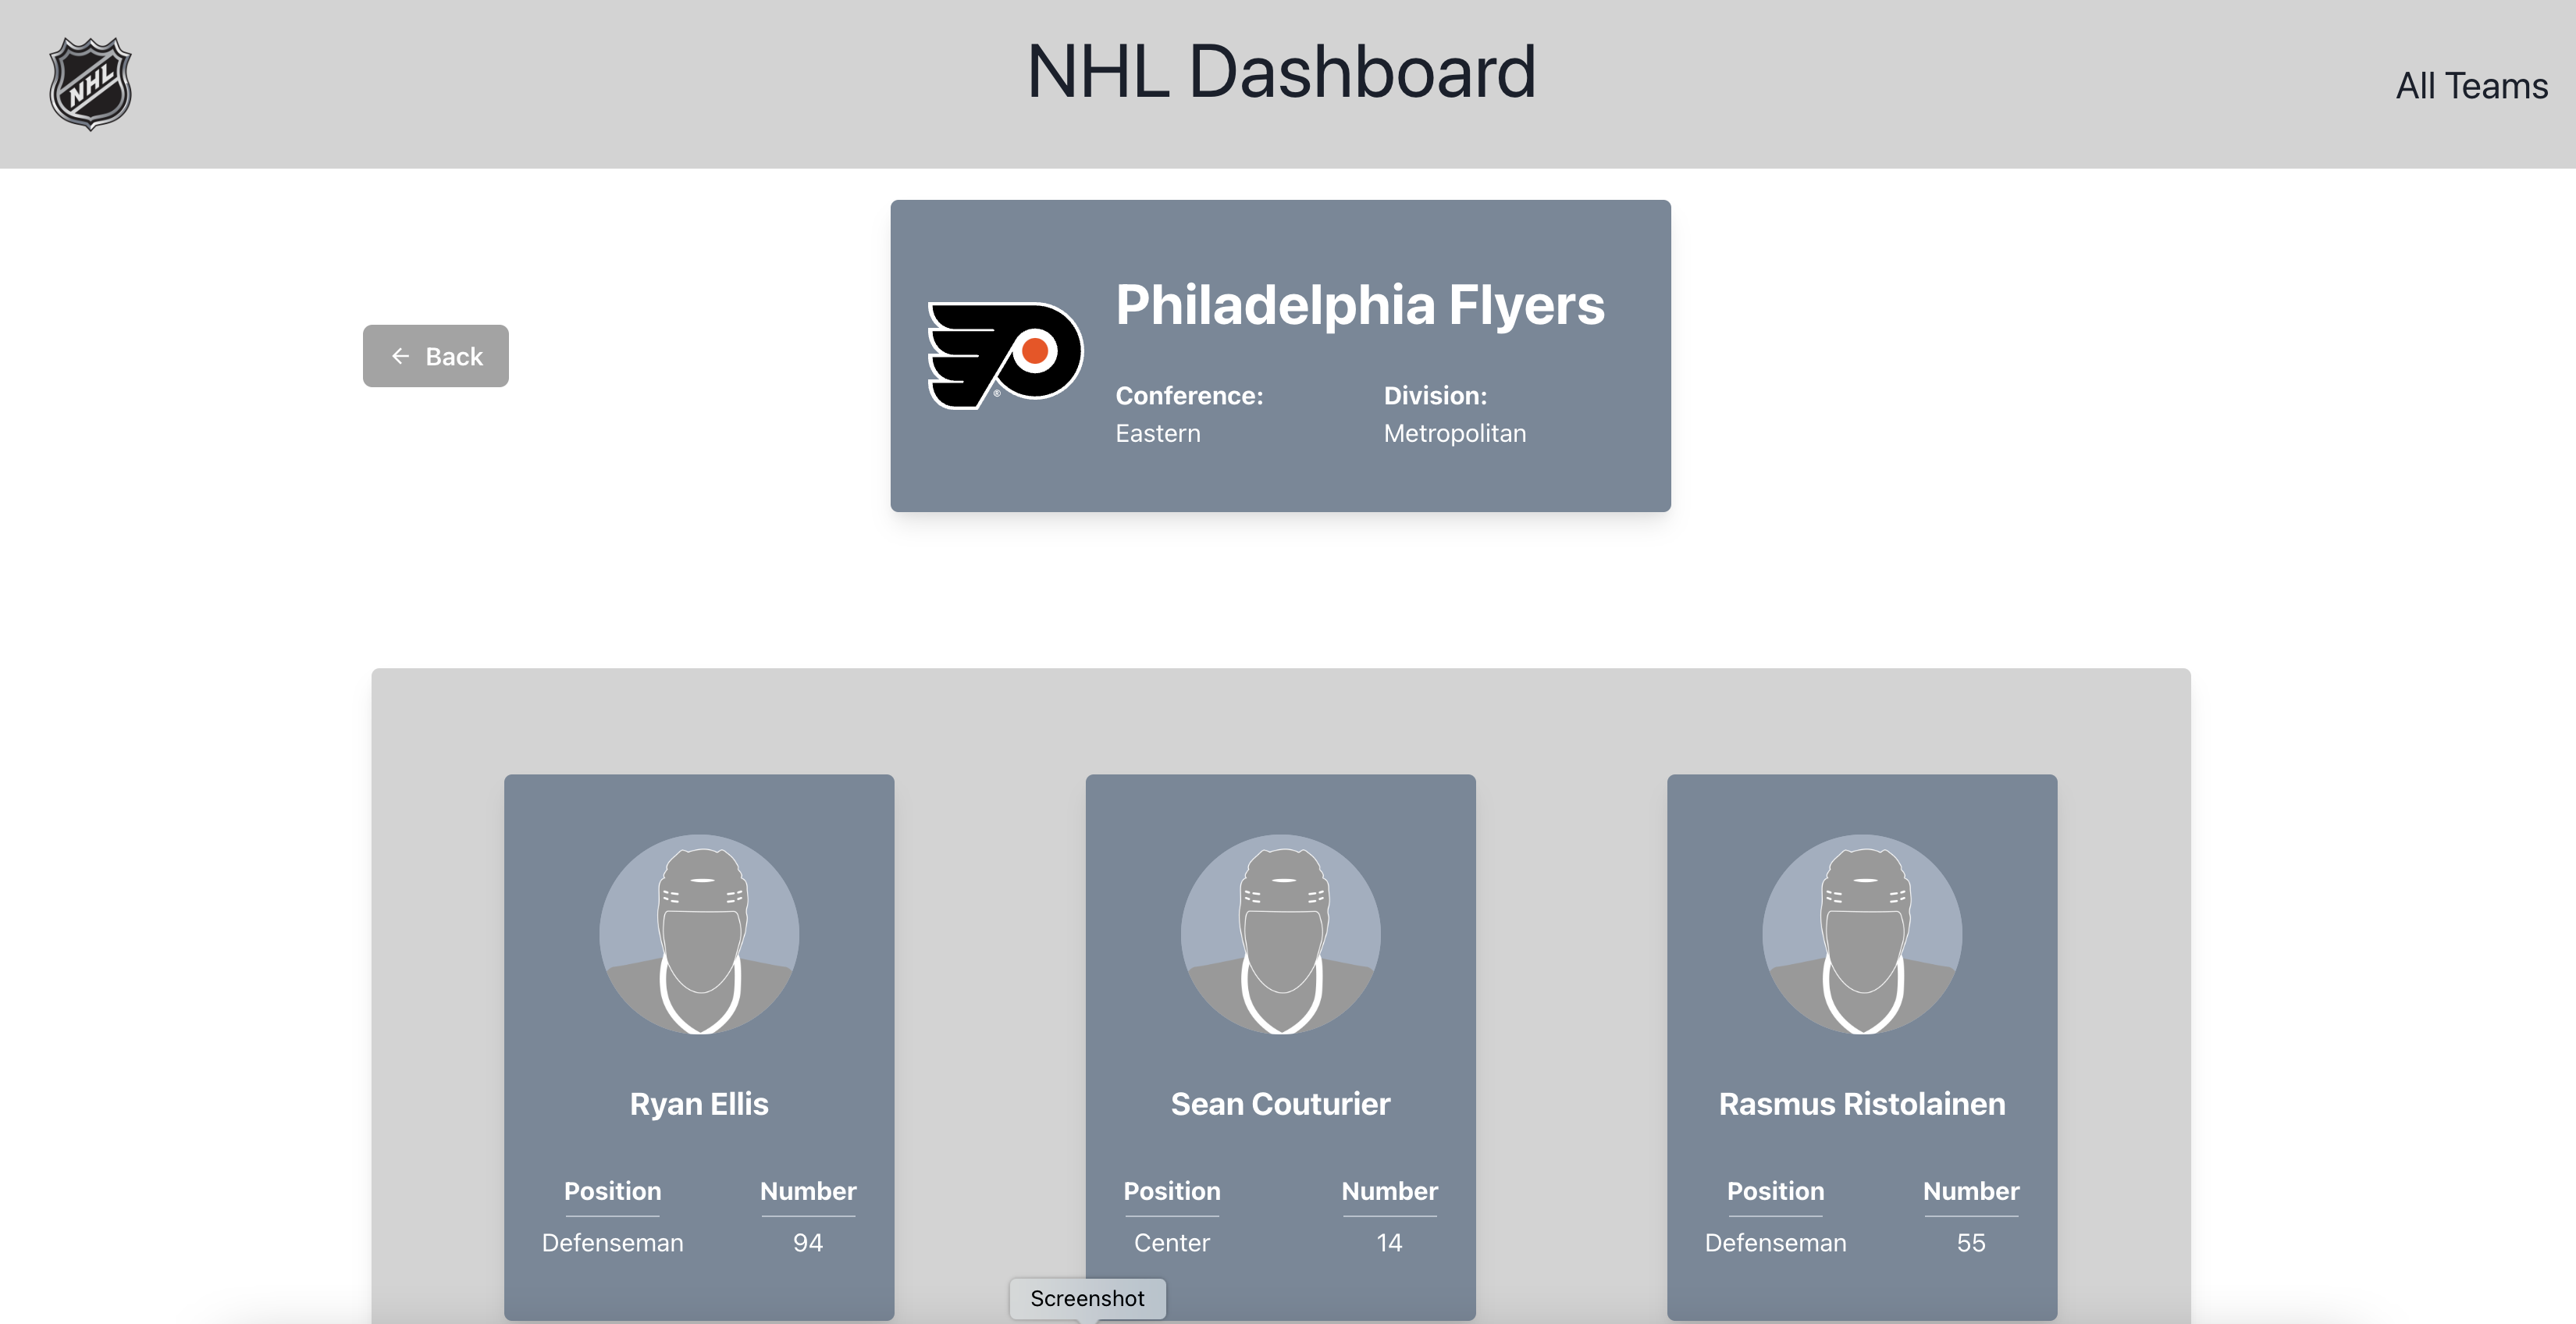 NHL
NHL Dashboard
All Teams
Back
Philadelphia Flyers
®
Conference:
Division:
Eastern
Metropolitan
Ryan Ellis
Sean Couturier
Rasmus Ristolainen
Position
Number
Position
Number
Position
Number
Defenseman
94
Center
14
Defenseman
55
Screenshot